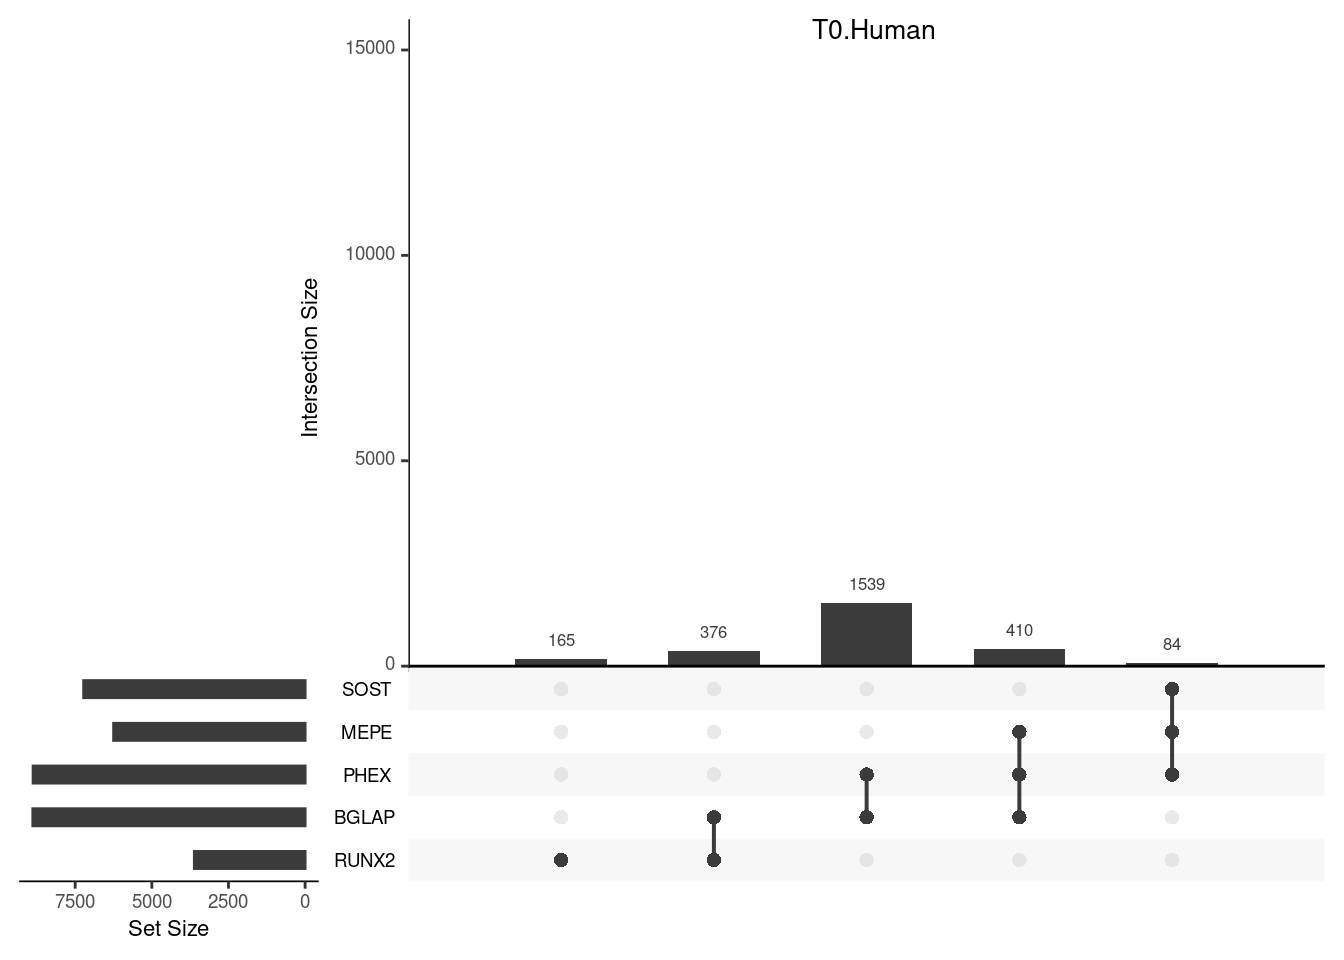 T0.Human
15000
10000
5000
0
Intersection Size
1539
165
376
410
84
SOST
MEPE
PHEX
BGLAP
RUNX2
7500 5000 2500 0
Set Size